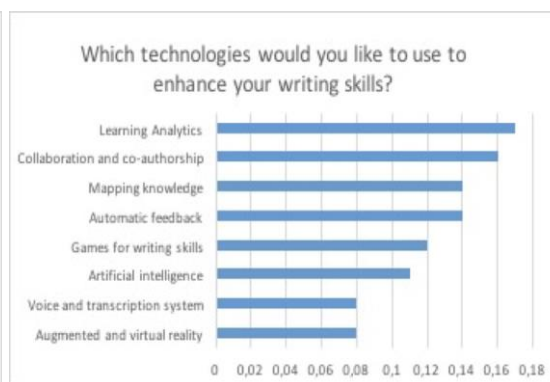 Which technologies would you like to use to
enhance your writing skills?
Learning Analytics
Collaboration and co-authorship
Mapping knowledge
Automatic feedback
Games for writing skills
Artificial intelligence
Voice and transcription system
Augmented and virtual reality
0 0,02 0,04 0,06 0,08 0,1 0,12 0,14 0,16 0,18